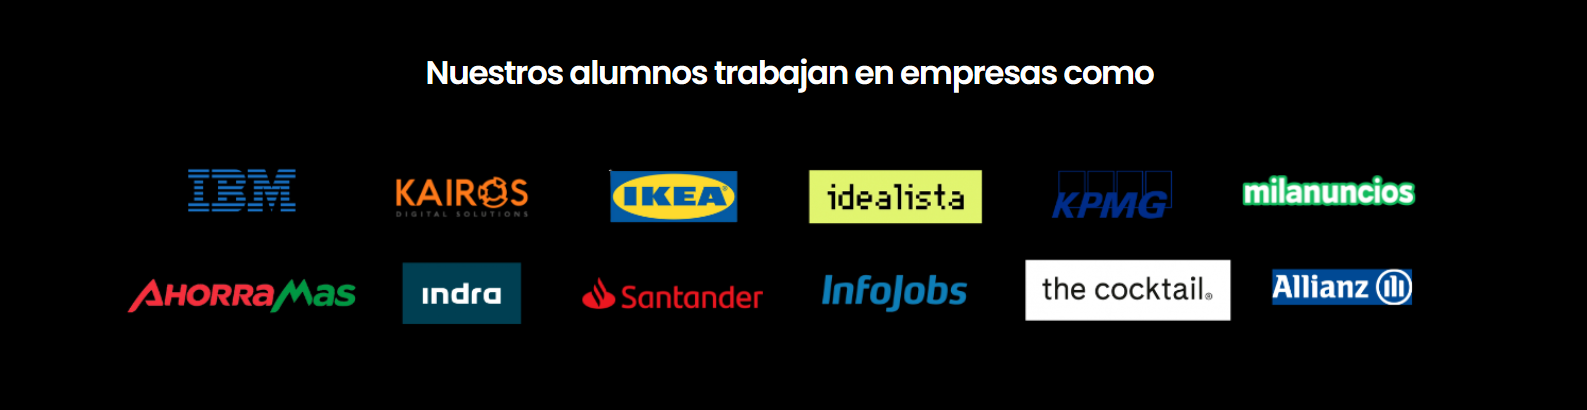 Nuestros alumnos trabajan en empresas como
IBM KAIROS IKEA® idealista KPMG milanuncios
DIGITAL SOLUTIONS
AHORRAMAS indra Santander InfoJobs the cocktail® Allianz